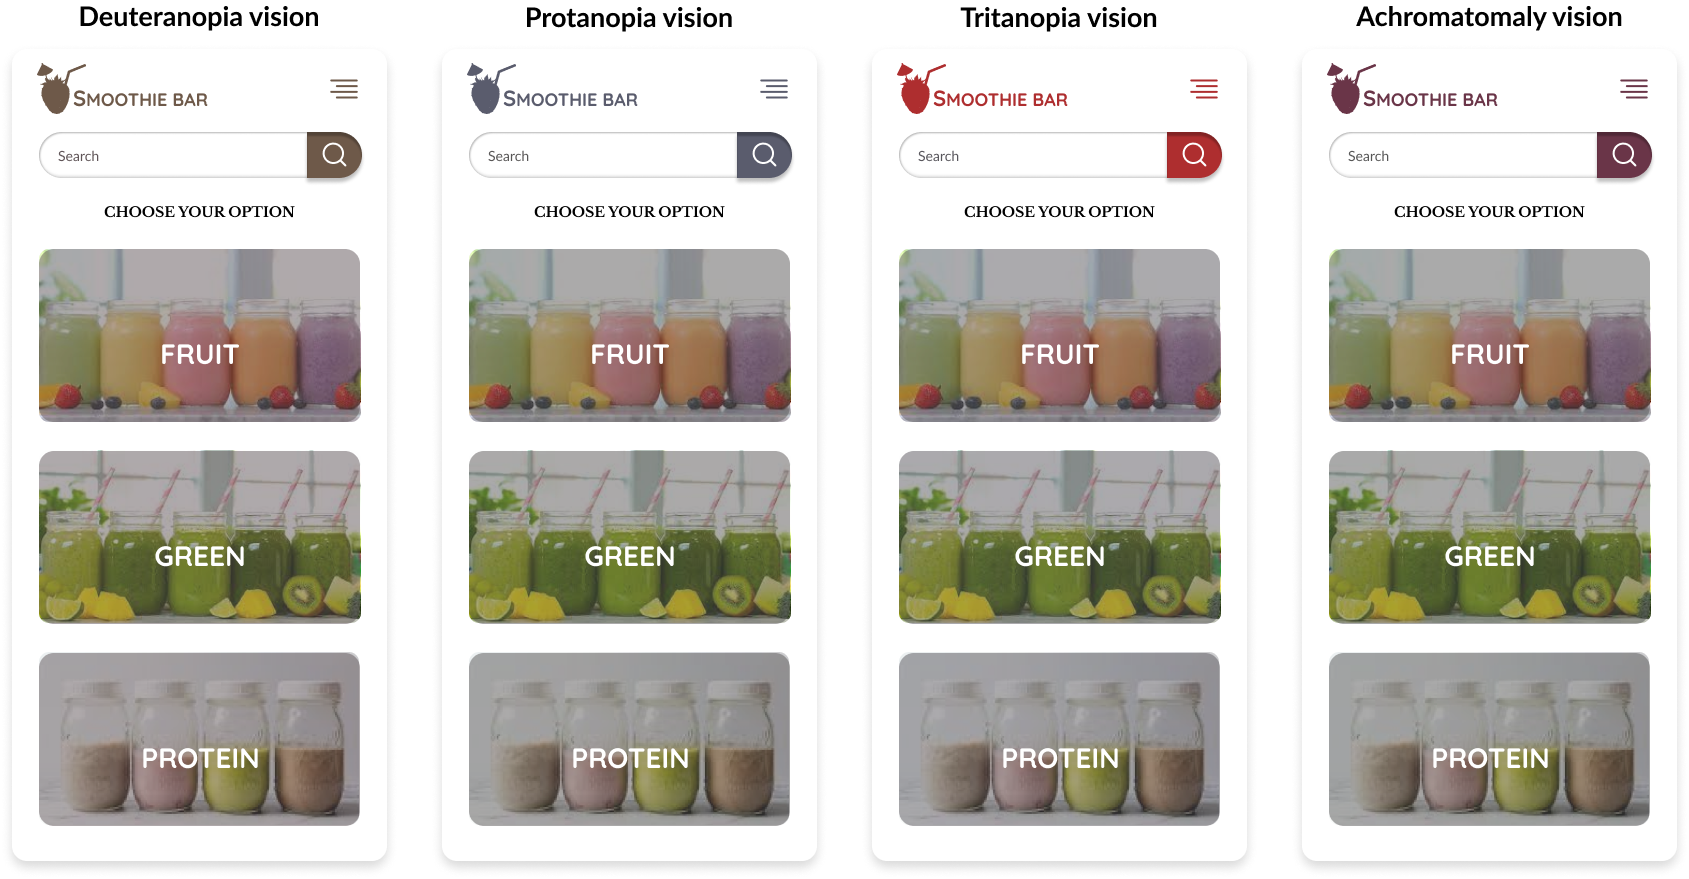 Deuteranopia vision
SMOOTHIE BAR
Search
CHOOSE YOUR OPTION
FRUIT
GREEN
PROTEIN
Protanopia vision
SMOOTHIE BAR
Search
CHOOSE YOUR OPTION
FRUIT
GREEN
PROTEIN
Tritanopia vision
SMOOTHIE BAR
Search
CHOOSE YOUR OPTION
FRUIT
GREEN
PROTEIN
Achromatomaly vision
SMOOTHIE BAR
Search
CHOOSE YOUR OPTION
FRUIT
GREEN
PROTEIN